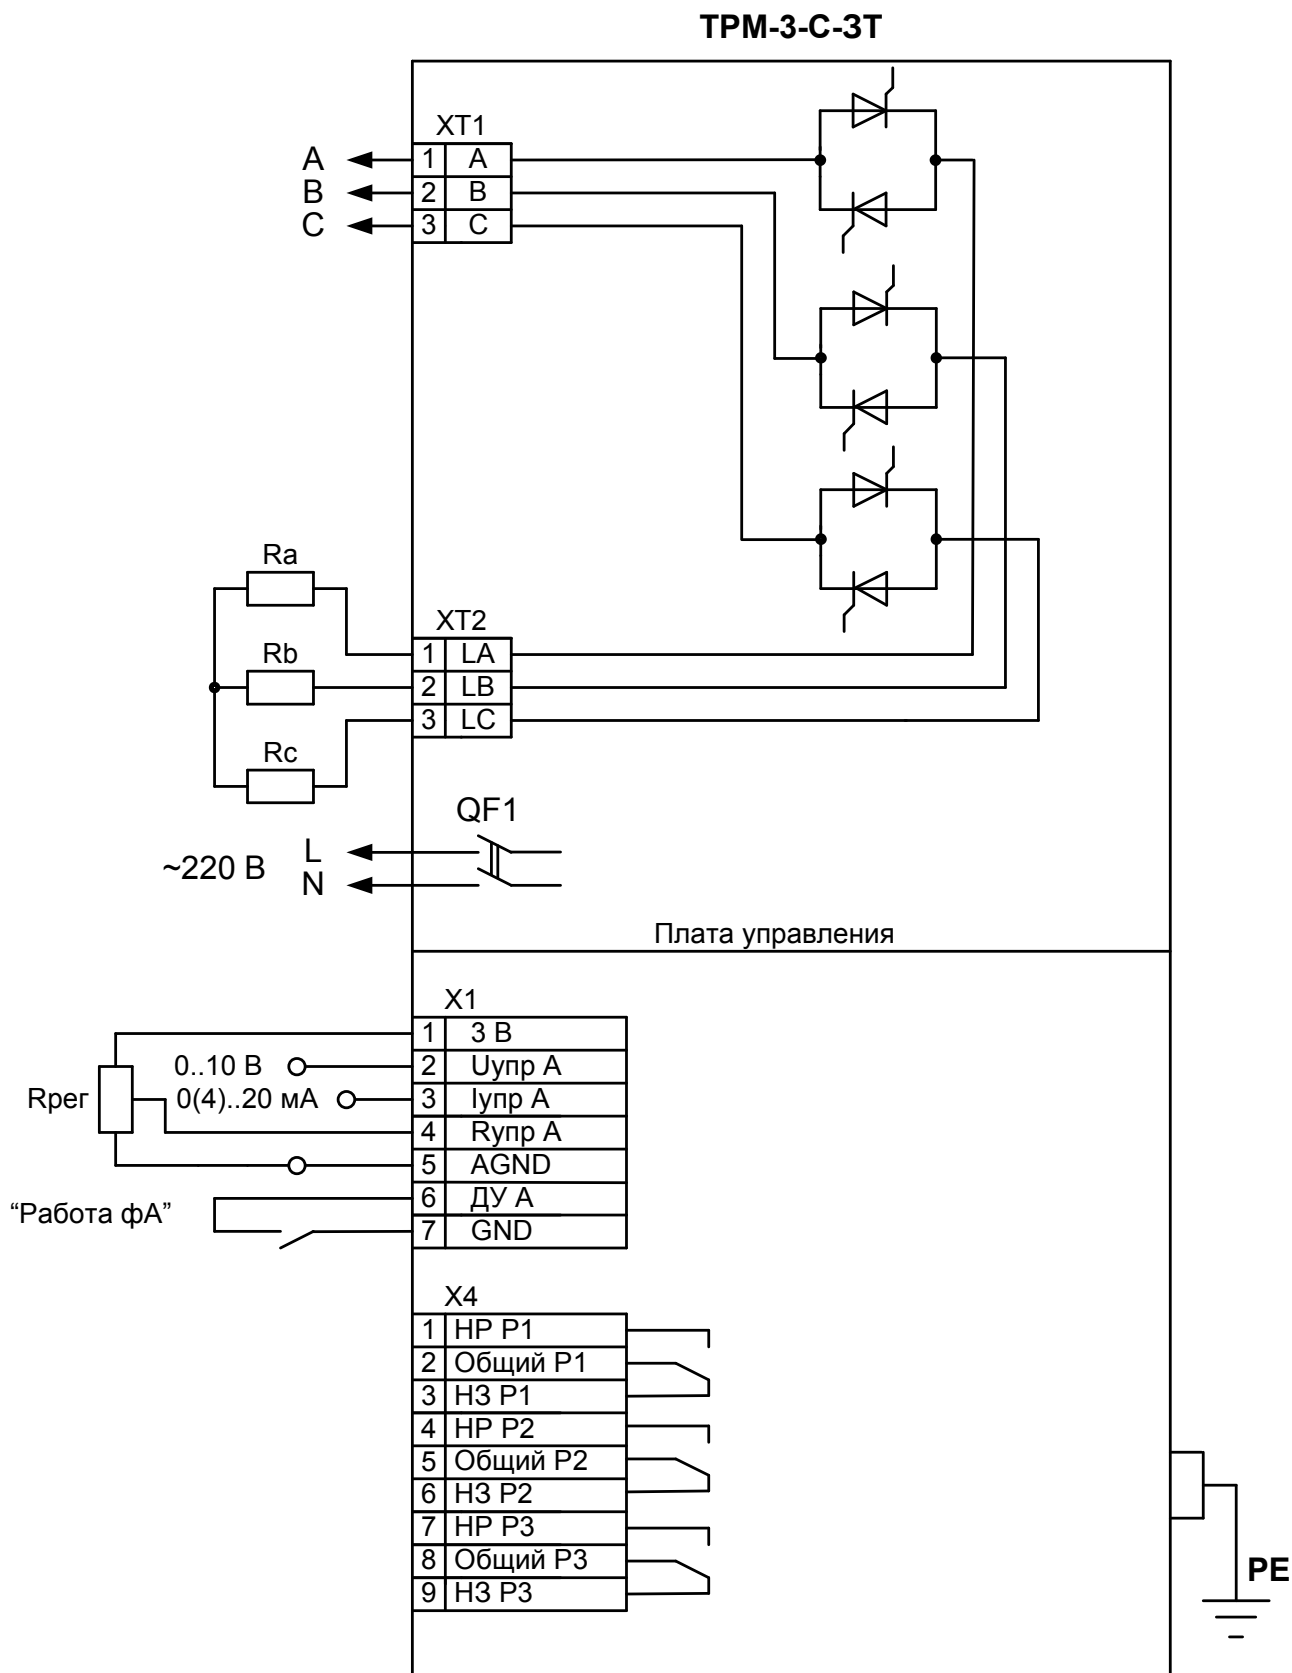 ТРМ-3-С-3Т
XT1
A 1 A
B 2 B
C 3 C
Ra
XT2
1 LA
Rb
2 LB
3 LC
Rc
QF1
~220 В
L
N
Плата управления
X1
1 3 В
0..10 В 2 Uупр А
Rрег 0(4)..20 мА 3 Iупр А
4 Rупр А
5 AGND
“Работа фА” 6 ДУ А
7 GND
X4
1 НР Р1
2 Общий Р1
3 НЗ Р1
4 НР Р2
5 Общий Р2
6 НЗ Р2
7 НР Р3
8 Общий Р3
9 НЗ Р3
PE